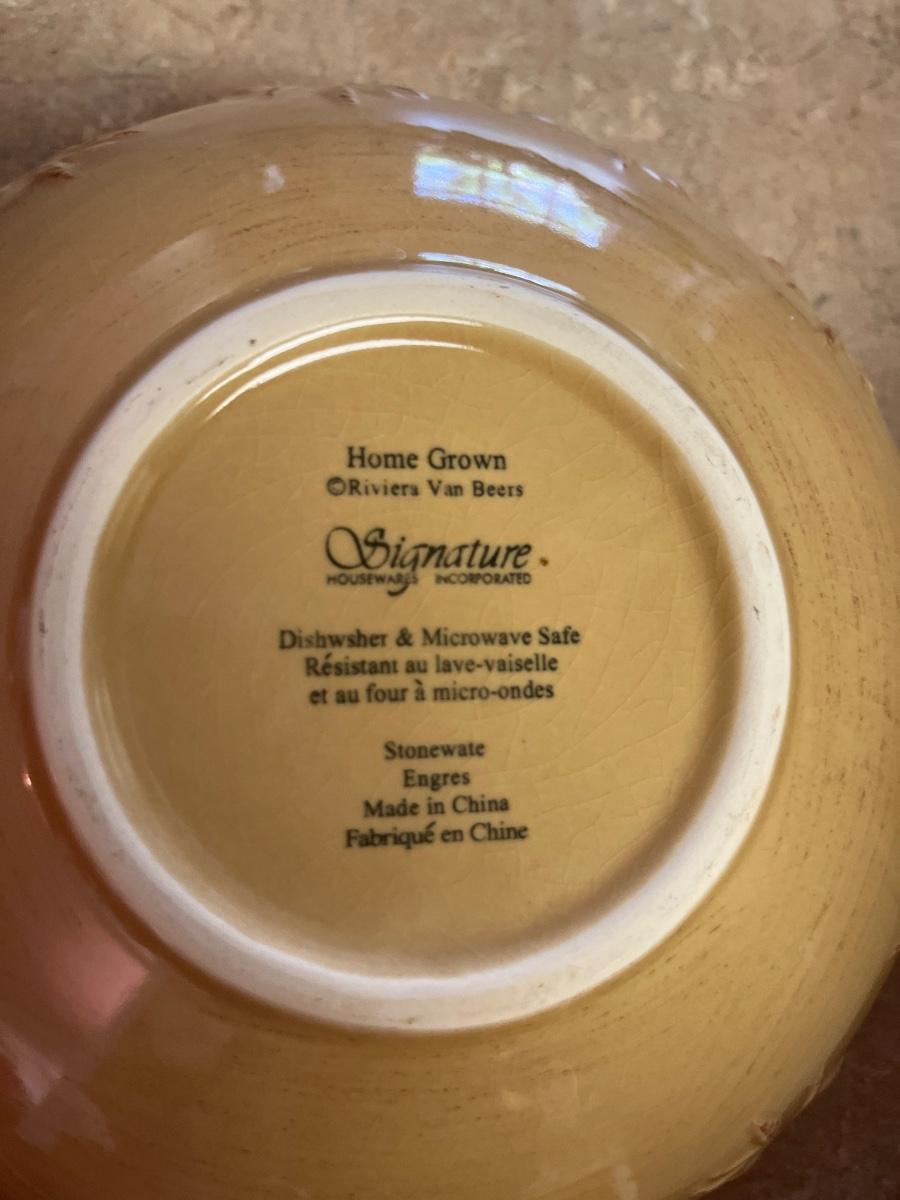 Home Grown
©Riviera Van Beers
Signature
HOUSEWARES INCORPORATED
Dishwsher & Microwave Safe
Résistant au lave-vaiselle
et au four à micro-ondes
Stonewate
Engres
Made in China
Fabriqué en Chine